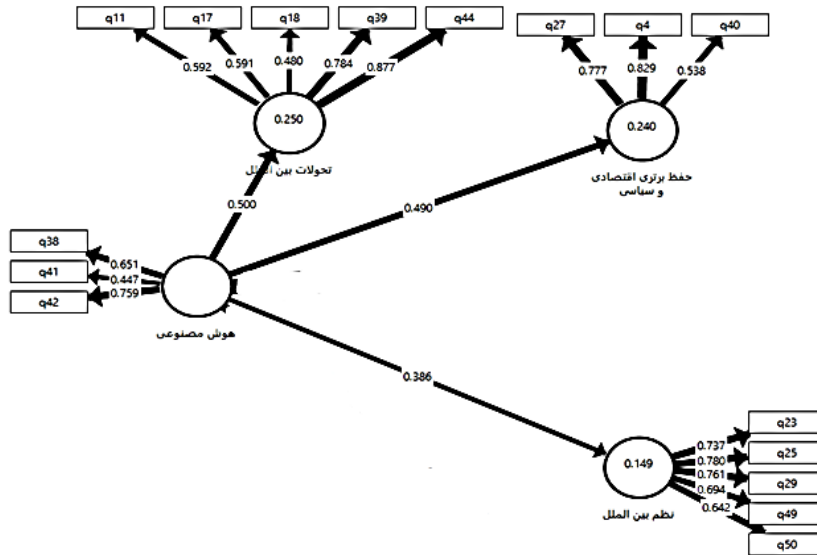 q11 q17 q18 q39 q44 q27 q4 q40
0.592 0.591 0.480 0.784 0.877 0.777 0.829 0.538
0.250 0.240
تحولات بین الملل
حفظ برتری اقتصادی
و سیاسی
0.500 0.490
q38
q41
q42
0.651
0.447
0.759
هوش مصنوعی
0.386
q23
q25
q29
q49
q50
0.737
0.780
0.761
0.694
0.642
0.149
نظم بین الملل